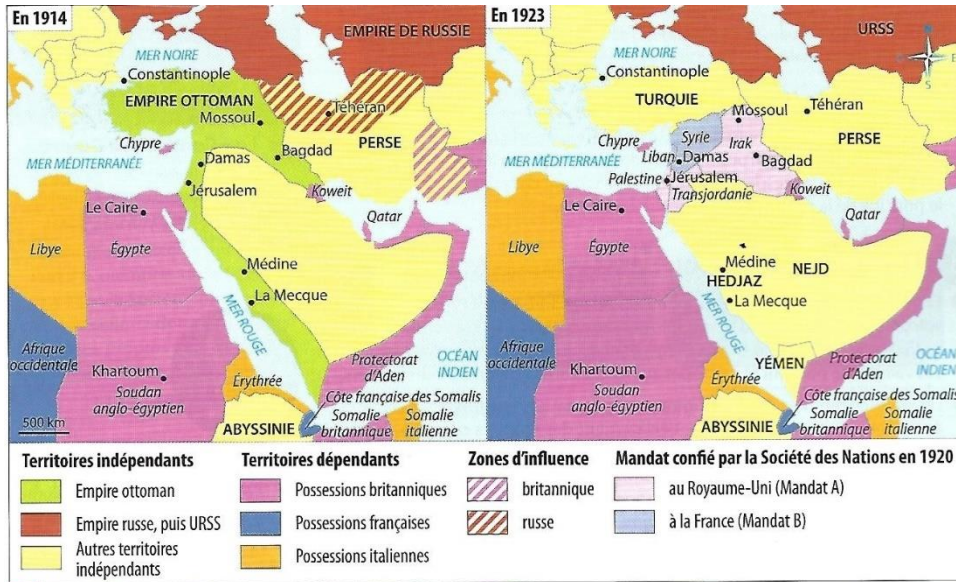 En 1914
EMPIRE DE RUSSIE
MER NOIRE
Constantinople
EMPIRE OTTOMAN
Mossoul
Téhéran
Chypre
PERSE
MER MÉDITERRANÉE
Damas
Bagdad
Jérusalem
Koweit
Le Caire
Qatar
Libye
Égypte
Médine
La Mecque
MER ROUGE
Afrique
occidentale
Protectorat
d'Aden
OCÉAN
INDIEN
Khartoum
Soudan
anglo-égyptien
Érythrée
Côte française des Somalis
500 km
ABYSSINIE
Somalie
britannique
Somalie
italienne
En 1923
URSS
MER NOIRE
Constantinople
TURQUIE
Mossoul
Téhéran
Chypre
Syrie
Irak
PERSE
MER MÉDITERRANÉE
Liban
Damas
Bagdad
Palestine
Jérusalem
Transjordanie
Koweit
Le Caire
Qatar
Libye
Égypte
Médine
NEJD
HEDJAZ
La Mecque
MER ROUGE
Afrique
occidentale
YÉMEN
Protectorat
d'Aden
OCÉAN
INDIEN
Khartoum
Soudan
anglo-égyptien
Érythrée
Côte française des Somalis
ABYSSINIE
Somalie
britannique
Somalie
italienne
Territoires indépendants
Empire ottoman
Empire russe, puis URSS
Autres territoires
indépendants
Territoires dépendants
Possessions britanniques
Possessions françaises
Possessions italiennes
Zones d'influence
britannique
russe
Mandat confié par la Société des Nations en 1920
au Royaume-Uni (Mandat A)
à la France (Mandat B)